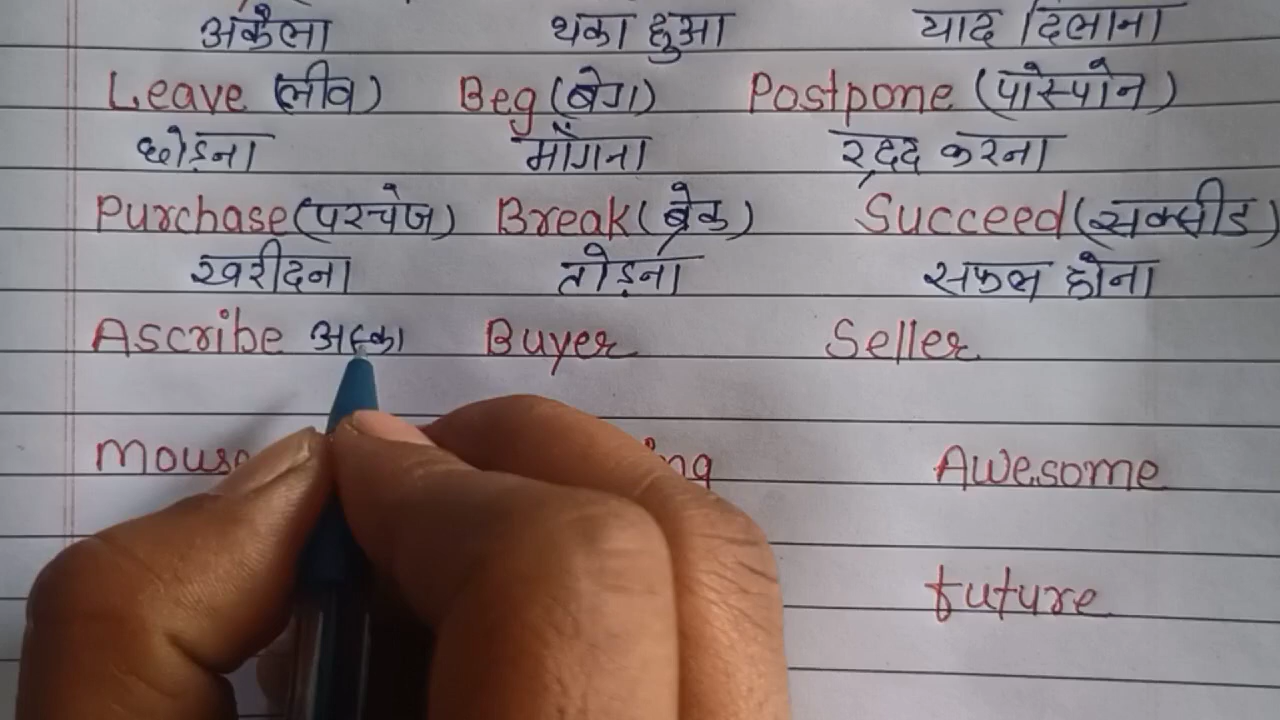 अकेला थका हुआ याद दिलाना
Leave (लीव) Beg (बेग) Postpone (पोस्पोन)
छोड़ना माँगना रद्द करना
Purchase (परचेज) Break (ब्रेक) Succeed (सक्सीड)
खरीदना तोड़ना सफल होना
Ascribe Buyer Seller
Awesome
future